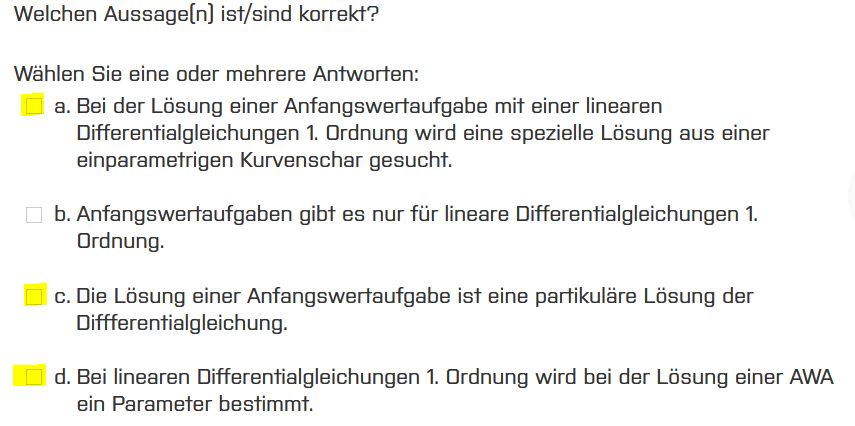 Welchen Aussage(n) ist/sind korrekt?
Wählen Sie eine oder mehrere Antworten:
a. Bei der Lösung einer Anfangswertaufgabe mit einer linearen
Differentialgleichungen 1. Ordnung wird eine spezielle Lösung aus einer
einparametrigen Kurvenschar gesucht.
b. Anfangswertaufgaben gibt es nur für lineare Differentialgleichungen 1.
Ordnung.
c. Die Lösung einer Anfangswertaufgabe ist eine partikuläre Lösung der
Diffferentialgleichung.
d. Bei linearen Differentialgleichungen 1. Ordnung wird bei der Lösung einer AWA
ein Parameter bestimmt.